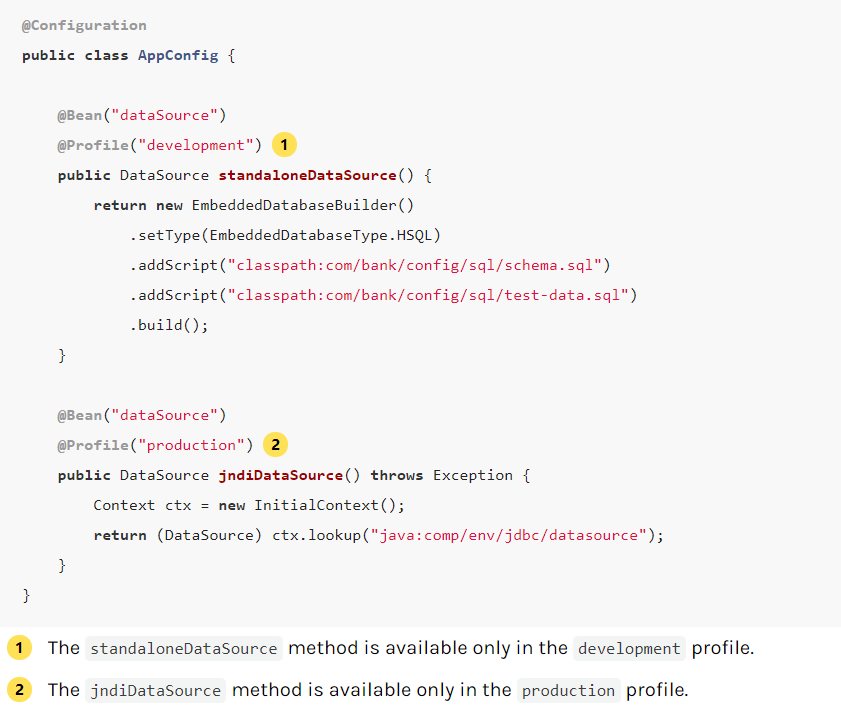 @Configuration
public class AppConfig {
@Bean("dataSource")
@Profile("development") 1
public DataSource standaloneDataSource() {
return new EmbeddedDatabaseBuilder()
.setType(EmbeddedDatabaseType.HSQL)
.addScript("classpath:com/bank/config/sql/schema.sql")
.addScript("classpath:com/bank/config/sql/test-data.sql")
.build();
}
@Bean("dataSource")
@Profile("production") 2
public DataSource jndiDataSource() throws Exception {
Context ctx = new InitialContext();
return (DataSource) ctx.lookup("java:comp/env/jdbc/datasource");
}
}
1 The standaloneDataSource method is available only in the development profile.
2 The jndiDataSource method is available only in the production profile.